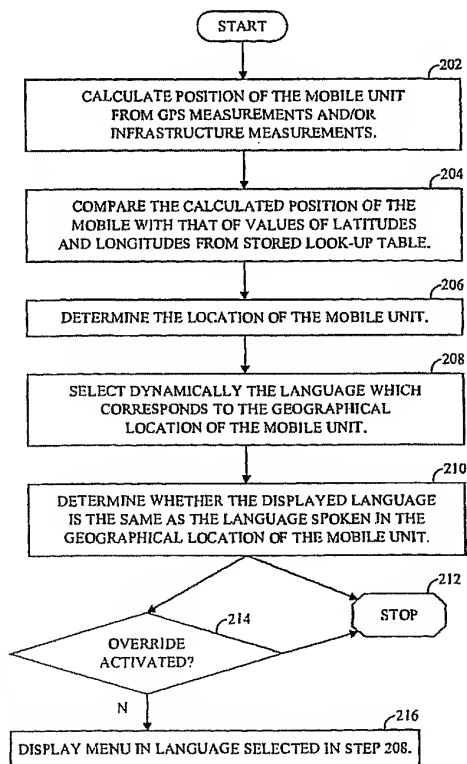 START
202
CALCULATE POSITION OF THE MOBILE UNIT
FROM GPS MEASUREMENTS AND/OR
INFRASTRUCTURE MEASUREMENTS.
204
COMPARE THE CALCULATED POSITION OF THE
MOBILE WITH THAT OF VALUES OF LATITUDES
AND LONGITUDES FROM STORED LOOK-UP TABLE.
206
DETERMINE THE LOCATION OF THE MOBILE UNIT.
208
SELECT DYNAMICALLY THE LANGUAGE WHICH
CORRESPONDS TO THE GEOGRAPHICAL
LOCATION OF THE MOBILE UNIT.
210
DETERMINE WHETHER THE DISPLAYED LANGUAGE
IS THE SAME AS THE LANGUAGE SPOKEN IN THE
GEOGRAPHICAL LOCATION OF THE MOBILE UNIT.
212
STOP
214
OVERRIDE
ACTIVATED?
N
216
DISPLAY MENU IN LANGUAGE SELECTED IN STEP 208.